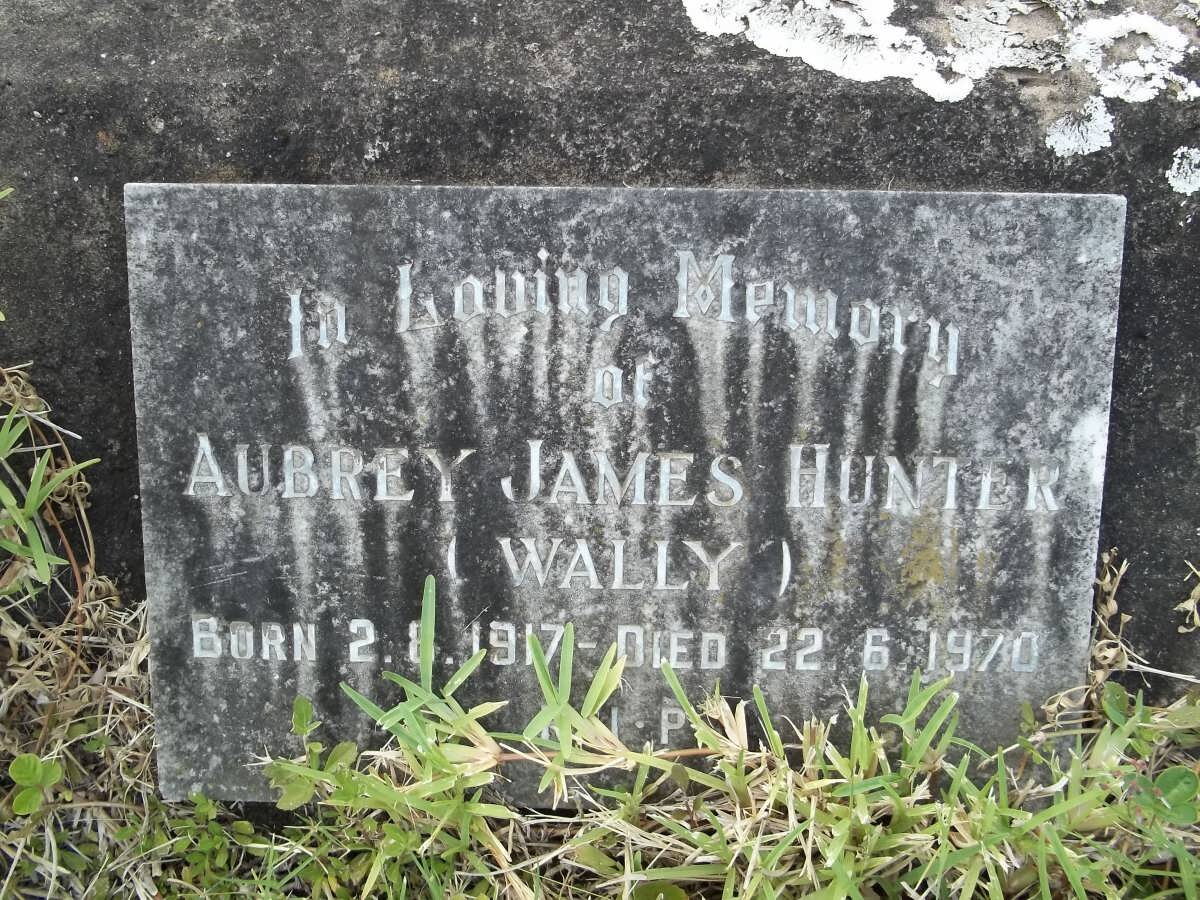 In Loving Memory
of
AUBREY JAMES HUNTER
( WALLY )
BORN 2.8.1917-DIED 22.6.1970
R.I.P.